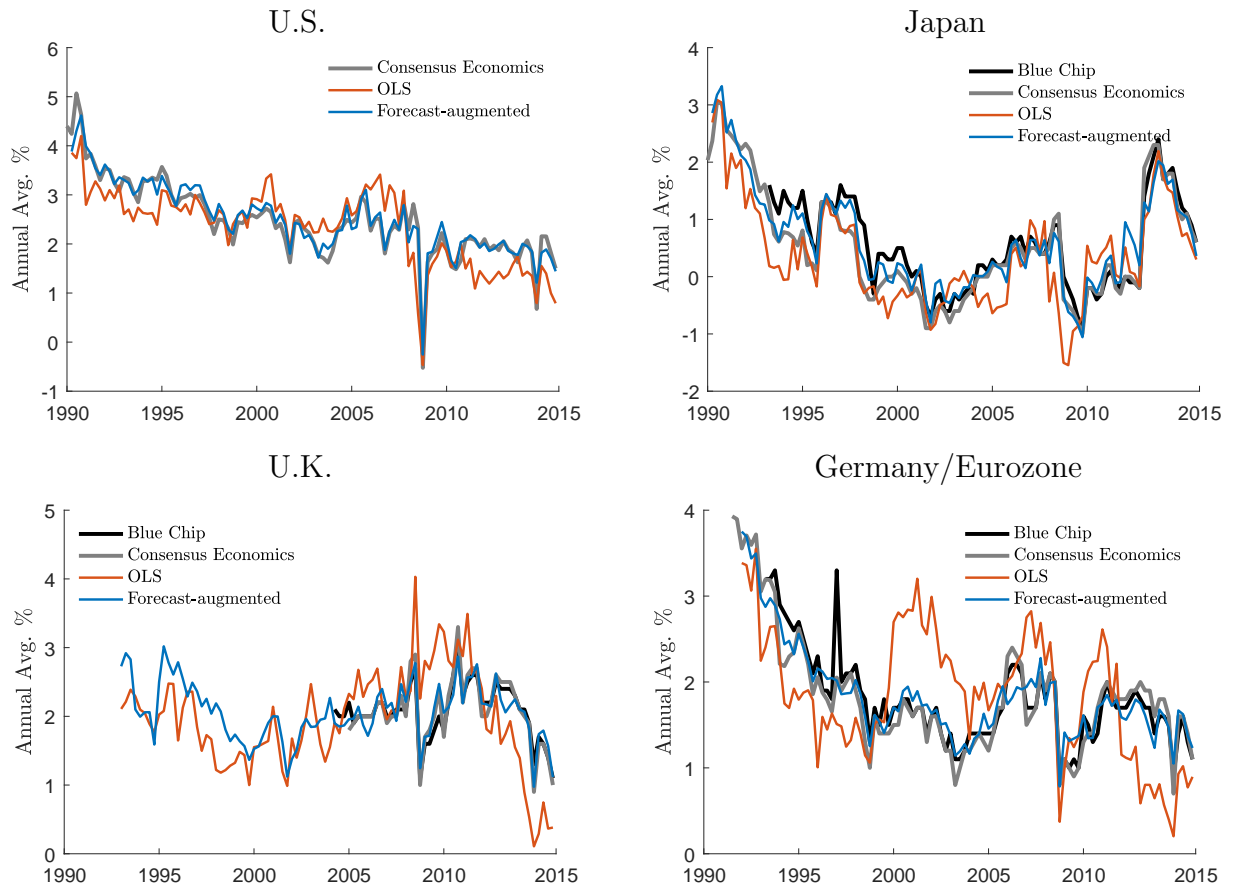 U.S.
Annual Avg. %
6
5
4
3
2
1
0
-1
1990 1995 2000 2005 2010 2015
Consensus Economics
OLS
Forecast-augmented
Japan
Annual Avg. %
4
3
2
1
0
-1
-2
1990 1995 2000 2005 2010 2015
Blue Chip
Consensus Economics
OLS
Forecast-augmented
U.K.
Annual Avg. %
5
4
3
2
1
0
1990 1995 2000 2005 2010 2015
Blue Chip
Consensus Economics
OLS
Forecast-augmented
Germany/Eurozone
Annual Avg. %
4
3
2
1
0
1990 1995 2000 2005 2010 2015
Blue Chip
Consensus Economics
OLS
Forecast-augmented